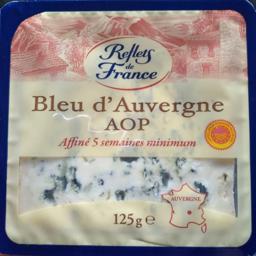 Reflets
de
France
Bleu d'Auvergne
AOP
Affiné 5 semaines minimum
AUVERGNE
125g e